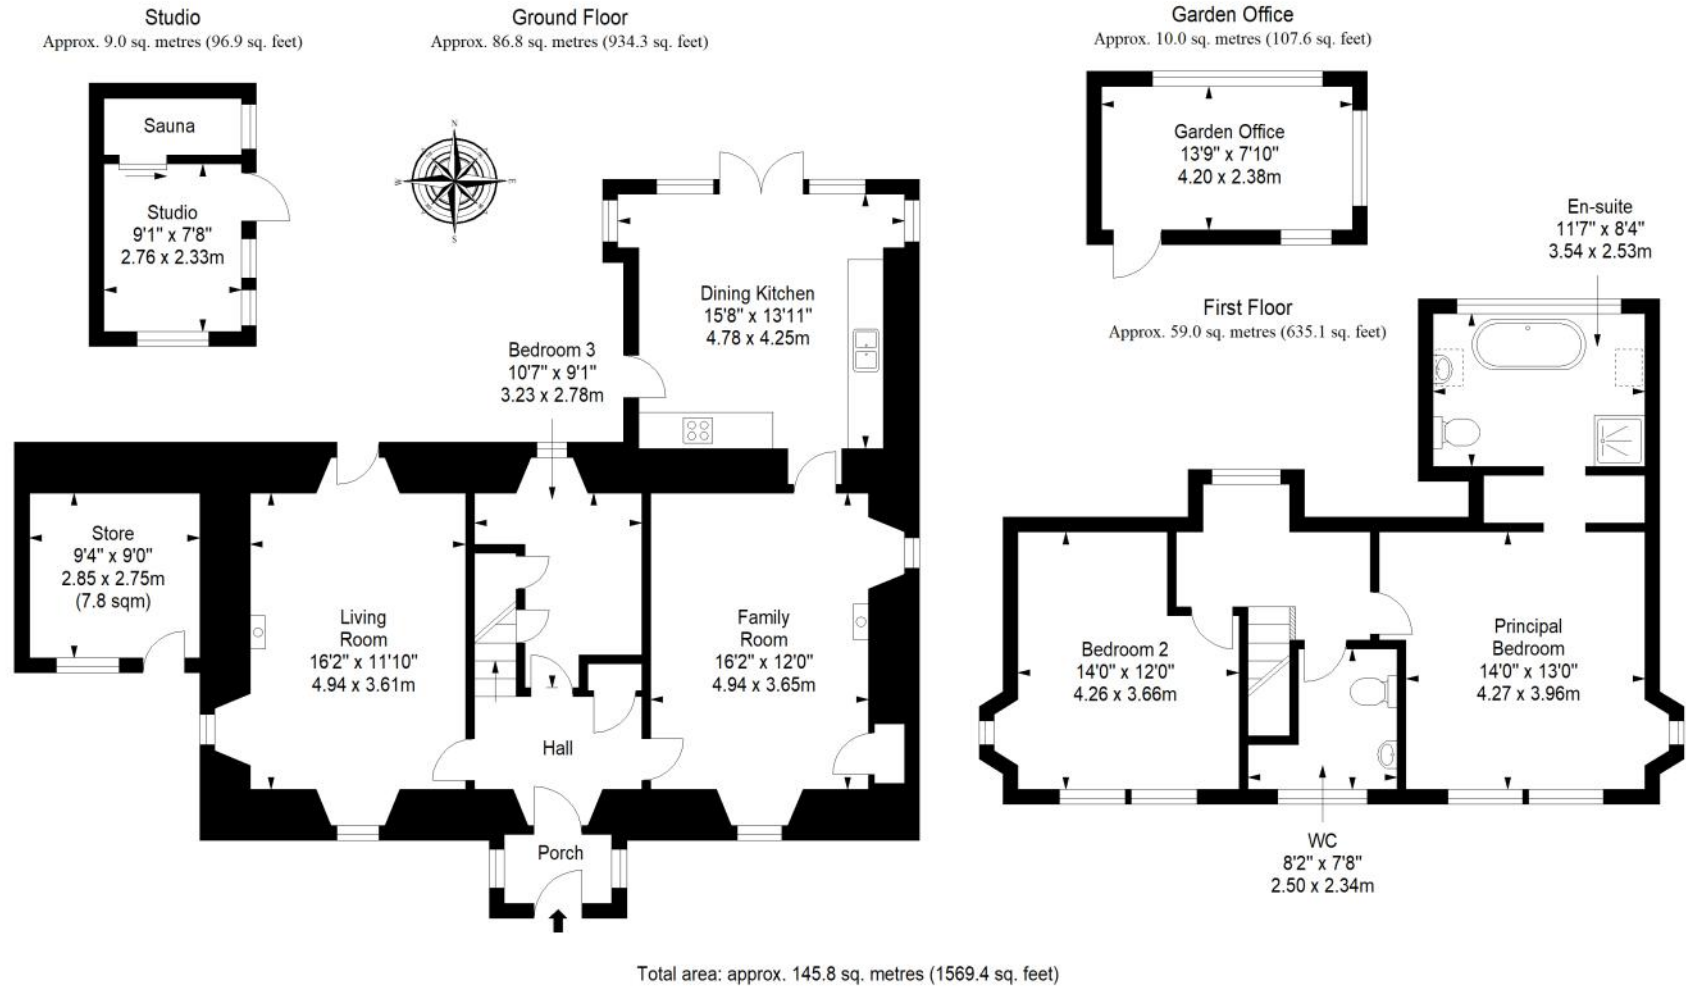 Studio
Approx. 9.0 sq. metres (96.9 sq. feet)
Sauna
Studio
9'1" x 7'8"
2.76 x 2.33m
Ground Floor
Approx. 86.8 sq. metres (934.3 sq. feet)
N
E
S
W
Dining Kitchen
15'8" x 13'11"
4.78 x 4.25m
Bedroom 3
10'7" x 9'1"
3.23 x 2.78m
Store
9'4" x 9'0"
2.85 x 2.75m
(7.8 sqm)
Living
Room
16'2" x 11'10"
4.94 x 3.61m
Family
Room
16'2" x 12'0"
4.94 x 3.65m
Hall
Porch
Garden Office
Approx. 10.0 sq. metres (107.6 sq. feet)
Garden Office
13'9" x 7'10"
4.20 x 2.38m
First Floor
Approx. 59.0 sq. metres (635.1 sq. feet)
En-suite
11'7" x 8'4"
3.54 x 2.53m
Bedroom 2
14'0" x 12'0"
4.26 x 3.66m
Principal
Bedroom
14'0" x 13'0"
4.27 x 3.96m
WC
8'2" x 7'8"
2.50 x 2.34m
Total area: approx. 145.8 sq. metres (1569.4 sq. feet)